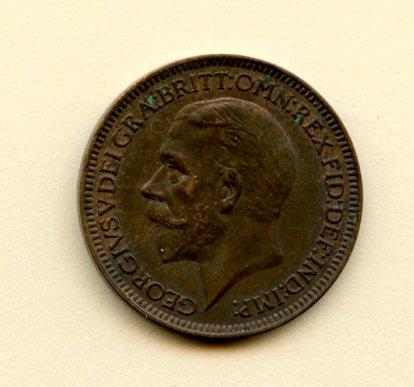 GEORGIVS V DEI GRA:BRITT:OMN:REX FID:DEF:IND:IMP: